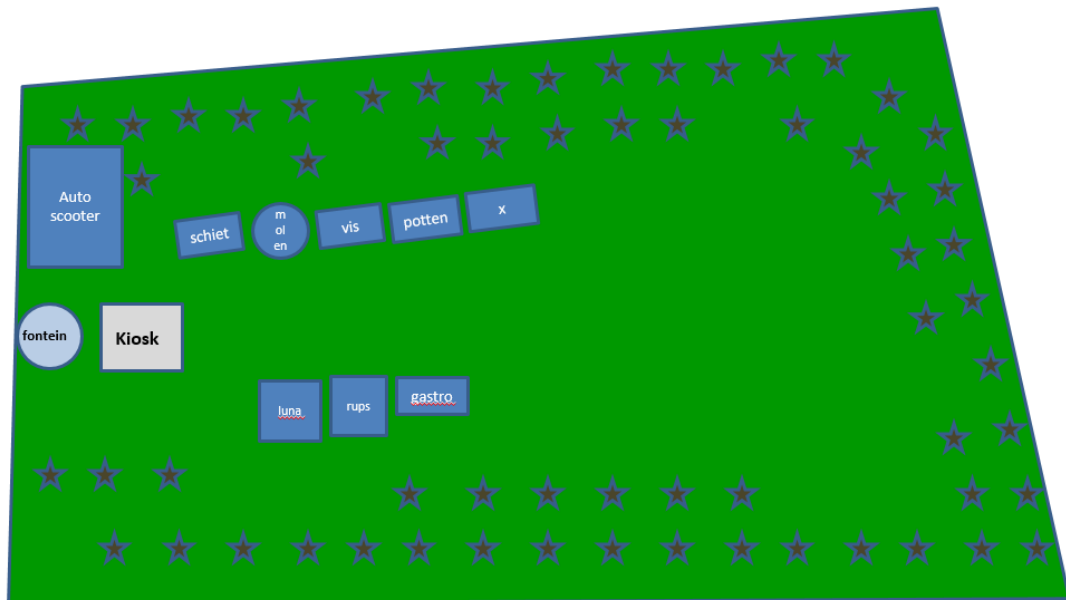 Auto
scooter
schiet
m
ol
en
vis
potten
x
fontein
Kiosk
luna
rups
gastro